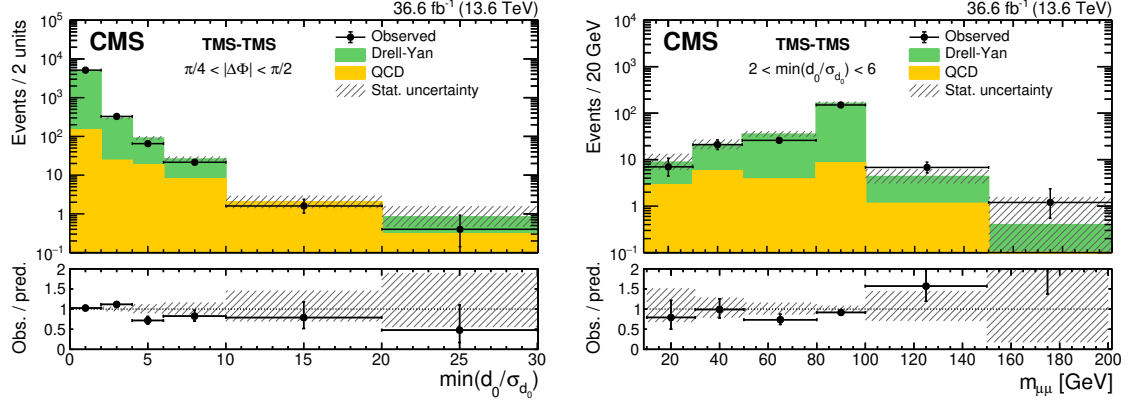 36.6 fb⁻¹ (13.6 TeV)
CMS
TMS-TMS
π/4 < |ΔΦ| < π/2
Observed
Drell-Yan
QCD
Stat. uncertainty
Events / 2 units
10⁵
10⁴
10³
10²
10
1
10⁻¹
Obs. / pred.
2
1.5
1
0.5
0
0 5 10 15 20 25 30
min(d₀/σ_d₀)
36.6 fb⁻¹ (13.6 TeV)
CMS
TMS-TMS
2 < min(d₀/σ_d₀) < 6
Observed
Drell-Yan
QCD
Stat. uncertainty
Events / 20 GeV
10⁴
10³
10²
10
1
10⁻¹
Obs. / pred.
2
1.5
1
0.5
0
20 40 60 80 100 120 140 160 180 200
m_μμ [GeV]